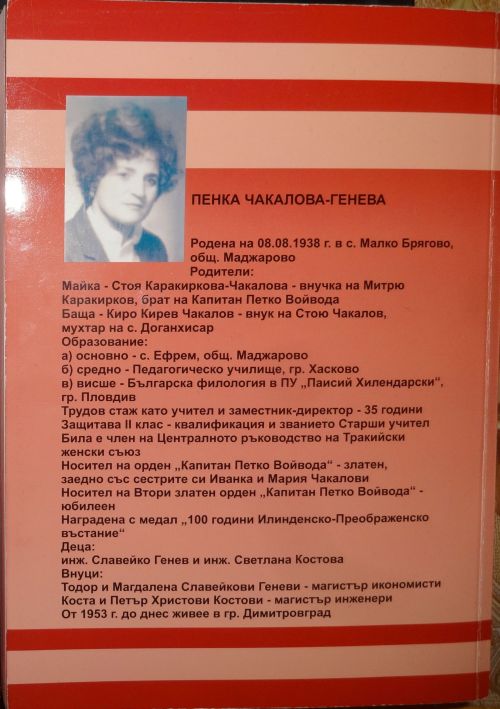 ПЕНКА ЧАКАЛОВА-ГЕНЕВА
Родена на 08.08.1938 г. в с. Малко Брягово,
общ. Маджарово
Родители:
Майка - Стоя Каракиркова-Чакалова - внучка на Митрю
Каракирков, брат на Капитан Петко Войвода
Баща - Киро Кирев Чакалов - внук на Стою Чакалов,
мухтар на с. Доганхисар
Образование:
а) основно - с. Ефрем, общ. Маджарово
б) средно - Педагогическо училище, гр. Хасково
в) висше - Българска филология в ПУ „Паисий Хилендарски“,
гр. Пловдив
Трудов стаж като учител и заместник-директор - 35 години
Защитава II клас - квалификация и званието Старши учител
Била е член на Централното ръководство на Тракийски
женски съюз
Носител на орден „Капитан Петко Войвода“ - златен,
заедно със сестрите си Иванка и Мария Чакалови
Носител на Втори златен орден „Капитан Петко Войвода“ -
юбилеен
Наградена с медал „100 години Илинденско-Преображенско
въстание“
Деца:
инж. Славейко Генев и инж. Светлана Костова
Внуци:
Тодор и Магдалена Славейкови Геневи - магистър икономисти
Коста и Петър Христови Костови - магистър инженери
От 1953 г. до днес живее в гр. Димитровград